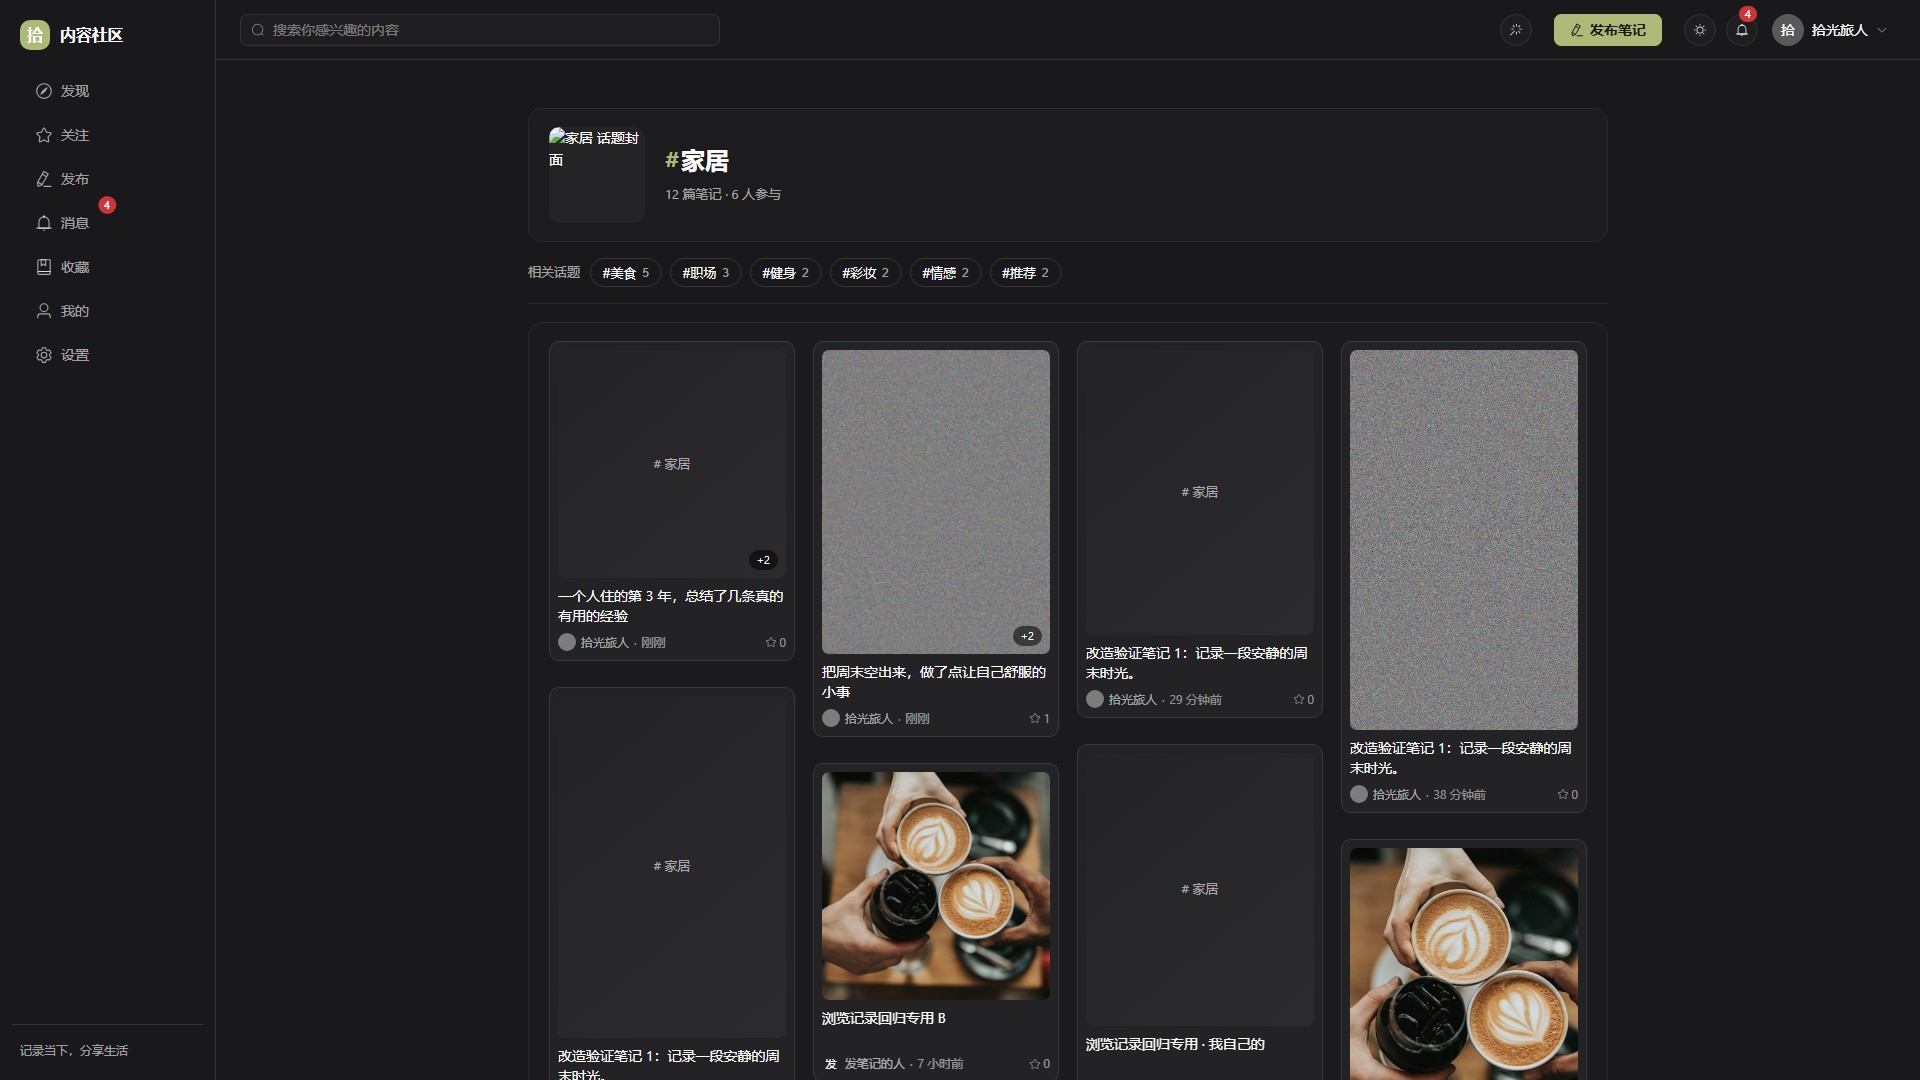 拾 内容社区
搜索你感兴趣的内容
发布笔记
4
拾 拾光旅人
发现
关注
发布
消息 4
收藏
我的
设置
记录当下，分享生活
家居 话题封
面
#家居
12 篇笔记 · 6 人参与
相关话题 #美食 5 #职场 3 #健身 2 #彩妆 2 #情感 2 #推荐 2
# 家居
+2
一个人住的第 3 年，总结了几条真的
有用的经验
拾光旅人 · 刚刚 0
+2
把周末空出来，做了点让自己舒服的
小事
拾光旅人 · 刚刚 1
# 家居
改造验证笔记 1：记录一段安静的周
末时光。
拾光旅人 · 29 分钟前 0
改造验证笔记 1：记录一段安静的周
末时光。
拾光旅人 · 38 分钟前 0
# 家居
改造验证笔记 1：记录一段安静的周
末时光。
浏览记录回归专用 B
发 发笔记的人 · 7 小时前 0
# 家居
浏览记录回归专用 · 我自己的